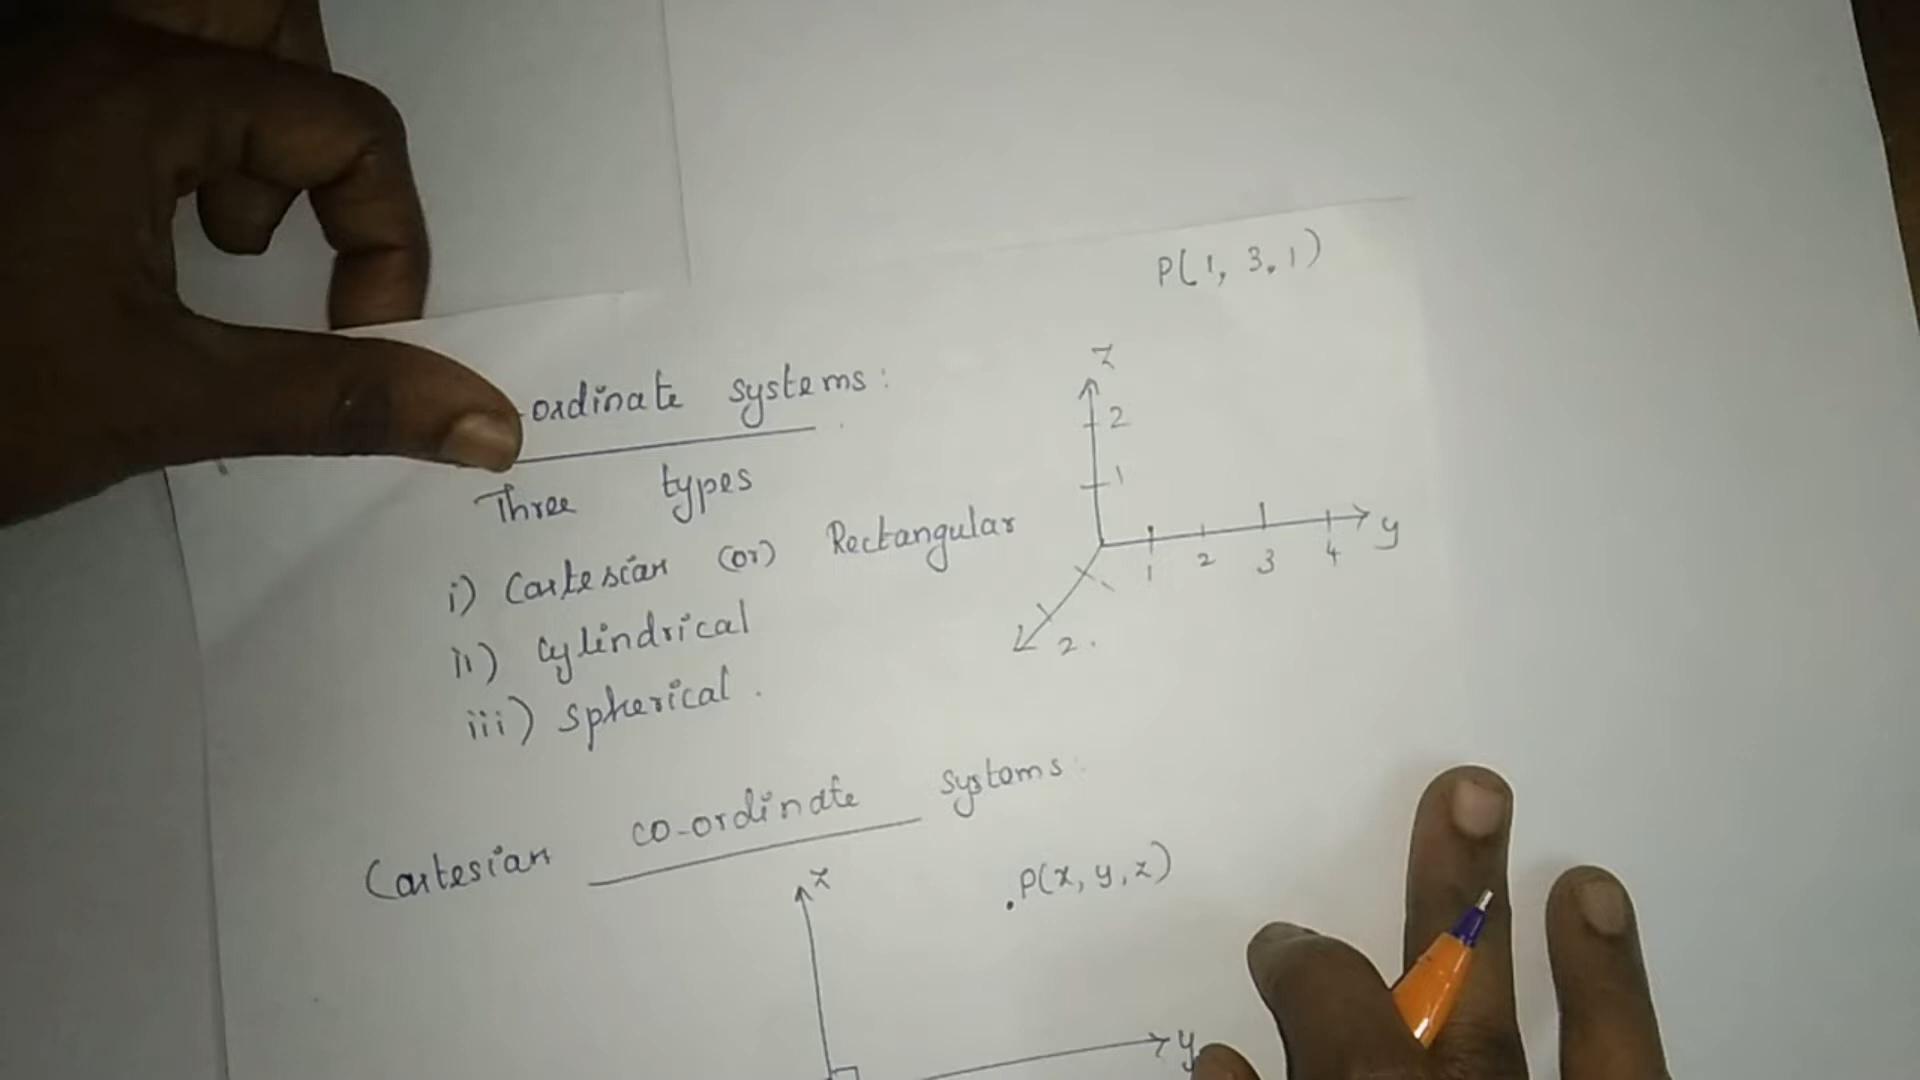 P(1, 3, 1)
-ordinate systems:
Three types
i) Cartesian (or) Rectangular
ii) cylindrical
iii) spherical.
z
2
1
y
1 2 3 4
1
2.
Cartesian co-ordinate systems:
z
.P(x, y, z)
y